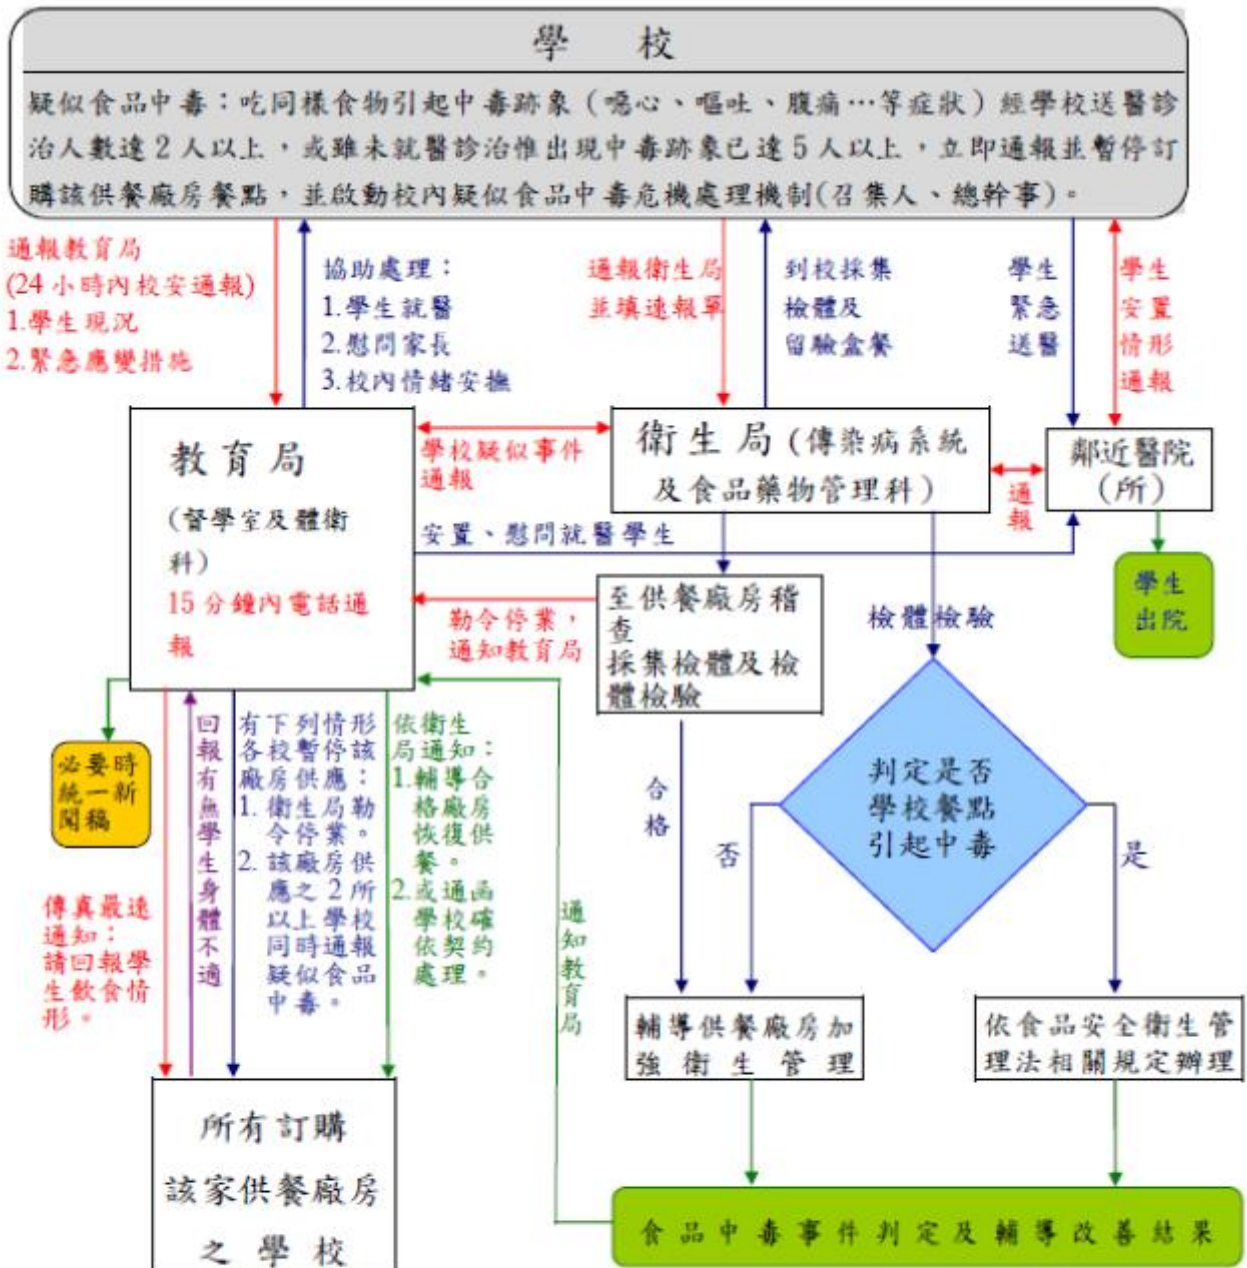 學 校
疑似食品中毒：吃同樣食物引起中毒跡象（噁心、嘔吐、腹痛…等症狀）經學校送醫診
治人數達2人以上，或雖未就醫診治惟出現中毒跡象已達5人以上，立即通報並暫停訂
購該供餐廠房餐點，並啟動校內疑似食品中毒危機處理機制(召集人、總幹事)。
通報教育局
(24小時內校安通報)
1.學生現況
2.緊急應變措施
協助處理：
1.學生就醫
2.慰問家長
3.校內情緒安撫
通報衛生局
並填速報單
到校採集
檢體及
留驗盒餐
學生
緊急
送醫
學生
安置
情形
通報
教育局
(督學室及體衛
科)
15分鐘內電話通
報
學校疑似事件
通報
衛生局(傳染病系統
及食品藥物管理科)
通報
鄰近醫院
(所)
安置、慰問就醫學生
勒令停業，
通知教育局
至供餐廠房稽
查
採集檢體及檢
體檢驗
檢體檢驗
學生
出院
必要時
統一新
聞稿
傳真最速
通知：
請回報學
生飲食情
形。
回報有無學生身體不適
有下列情形
各校暫停該
廠房供應：
1. 衛生局勒
令停業。
2. 該廠房供
應之2所
以上學校
同時通報
疑似食品
中毒。
依衛生
局通知：
1.輔導合
格廠房
恢復供
餐。
2.或通函
學校確
依契約
處理。
通知教育局
合格
否
判定是否
學校餐點
引起中毒
是
輔導供餐廠房加
強衛生管理
依食品安全衛生管
理法相關規定辦理
所有訂購
該家供餐廠房
之學校
食品中毒事件判定及輔導改善結果